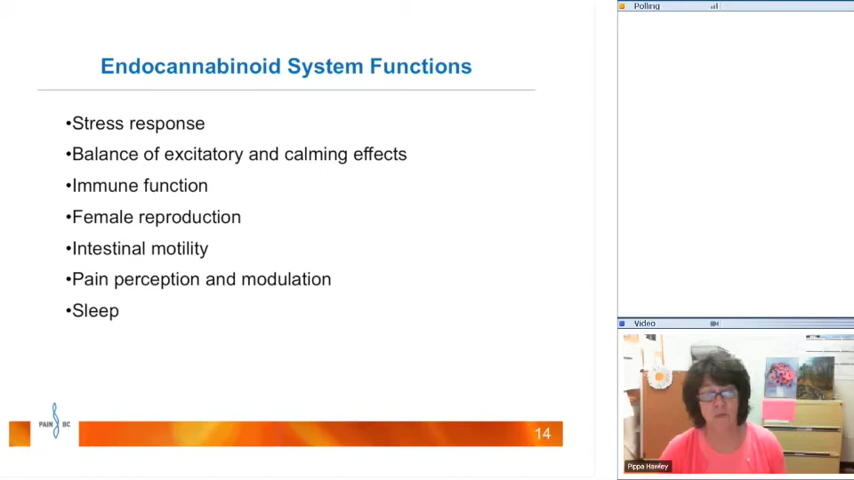 Endocannabinoid System Functions
•Stress response
•Balance of excitatory and calming effects
•Immune function
•Female reproduction
•Intestinal motility
•Pain perception and modulation
•Sleep
PAIN BC
14
Polling
Video
Pippa Hawley